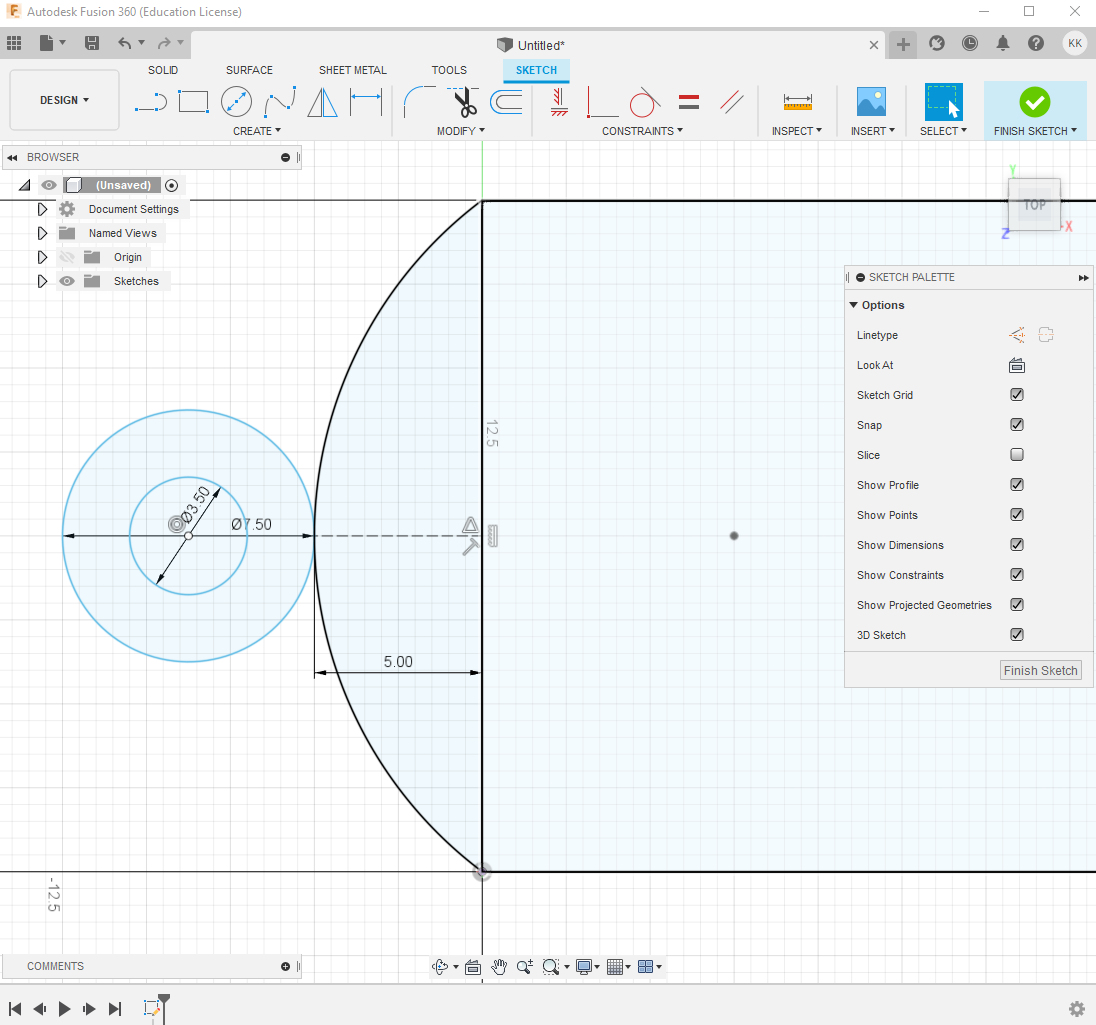 Autodesk Fusion 360 (Education License)
Untitled*
KK
SOLID SURFACE SHEET METAL TOOLS SKETCH
DESIGN
CREATE MODIFY CONSTRAINTS INSPECT INSERT SELECT FINISH SKETCH
BROWSER
(Unsaved)
Document Settings
Named Views
Origin
Sketches
Y
TOP
X
Z
SKETCH PALETTE
Options
Linetype
Look At
Sketch Grid
Snap
Slice
Show Profile
Show Points
Show Dimensions
Show Constraints
Show Projected Geometries
3D Sketch
Finish Sketch
12.5
Ø3.50
Ø7.50
5.00
-12.5
COMMENTS